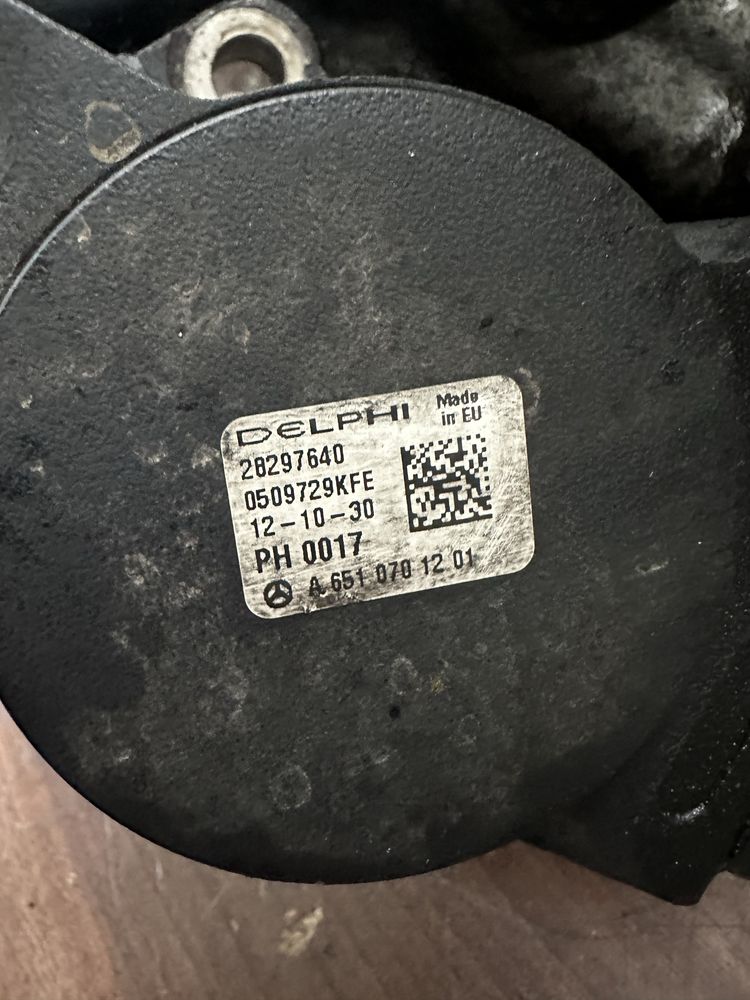 DELPHI
Made
in EU
28297640
0509729KFE
12-10-30
PH 0017
A 651 070 12 01